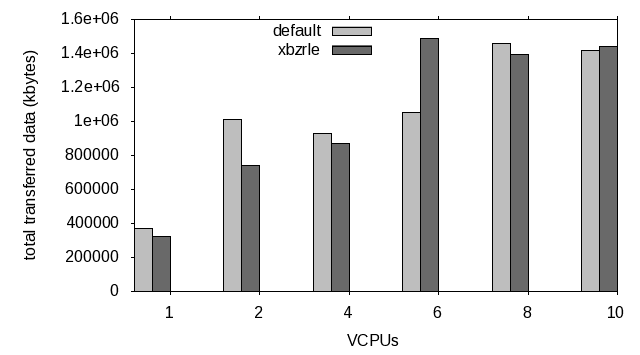 1.6e+06
1.4e+06
1.2e+06
1e+06
800000
600000
400000
200000
0
total transferred data (kbytes)
default
xbzrle
1 2 4 6 8 10
VCPUs